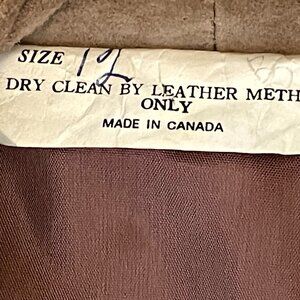 SIZE 12
DRY CLEAN BY LEATHER METH
ONLY
MADE IN CANADA